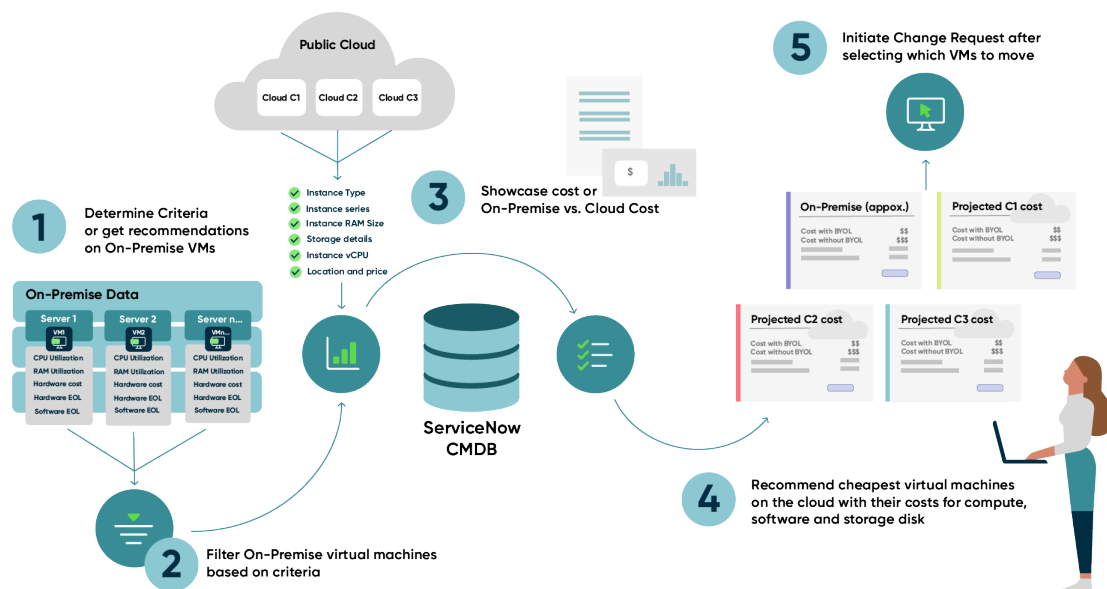 Public Cloud
Cloud C1
Cloud C2
Cloud C3
Instance Type
Instance series
Instance RAM Size
Storage details
Instance vCPU
Location and price
1
Determine Criteria
or get recommendations
on On-Premise VMs
On-Premise Data
Server 1
Server 2
Server n...
VM1
VM2
VMn...
CPU Utilization
RAM Utilization
Hardware cost
Hardware EOL
Software EOL
CPU Utilization
RAM Utilization
Hardware cost
Hardware EOL
Software EOL
CPU Utilization
RAM Utilization
Hardware cost
Hardware EOL
Software EOL
2
Filter On-Premise virtual machines
based on criteria
3
Showcase cost or
On-Premise vs. Cloud Cost
$
ServiceNow
CMDB
4
Recommend cheapest virtual machines
on the cloud with their costs for compute,
software and storage disk
5
Initiate Change Request after
selecting which VMs to move
On-Premise (appox.)
Cost with BYOL $$
Cost without BYOL $$$
Projected C1 cost
Cost with BYOL $$
Cost without BYOL $$$
Projected C2 cost
Cost with BYOL $$
Cost without BYOL $$$
Projected C3 cost
Cost with BYOL $$
Cost without BYOL $$$